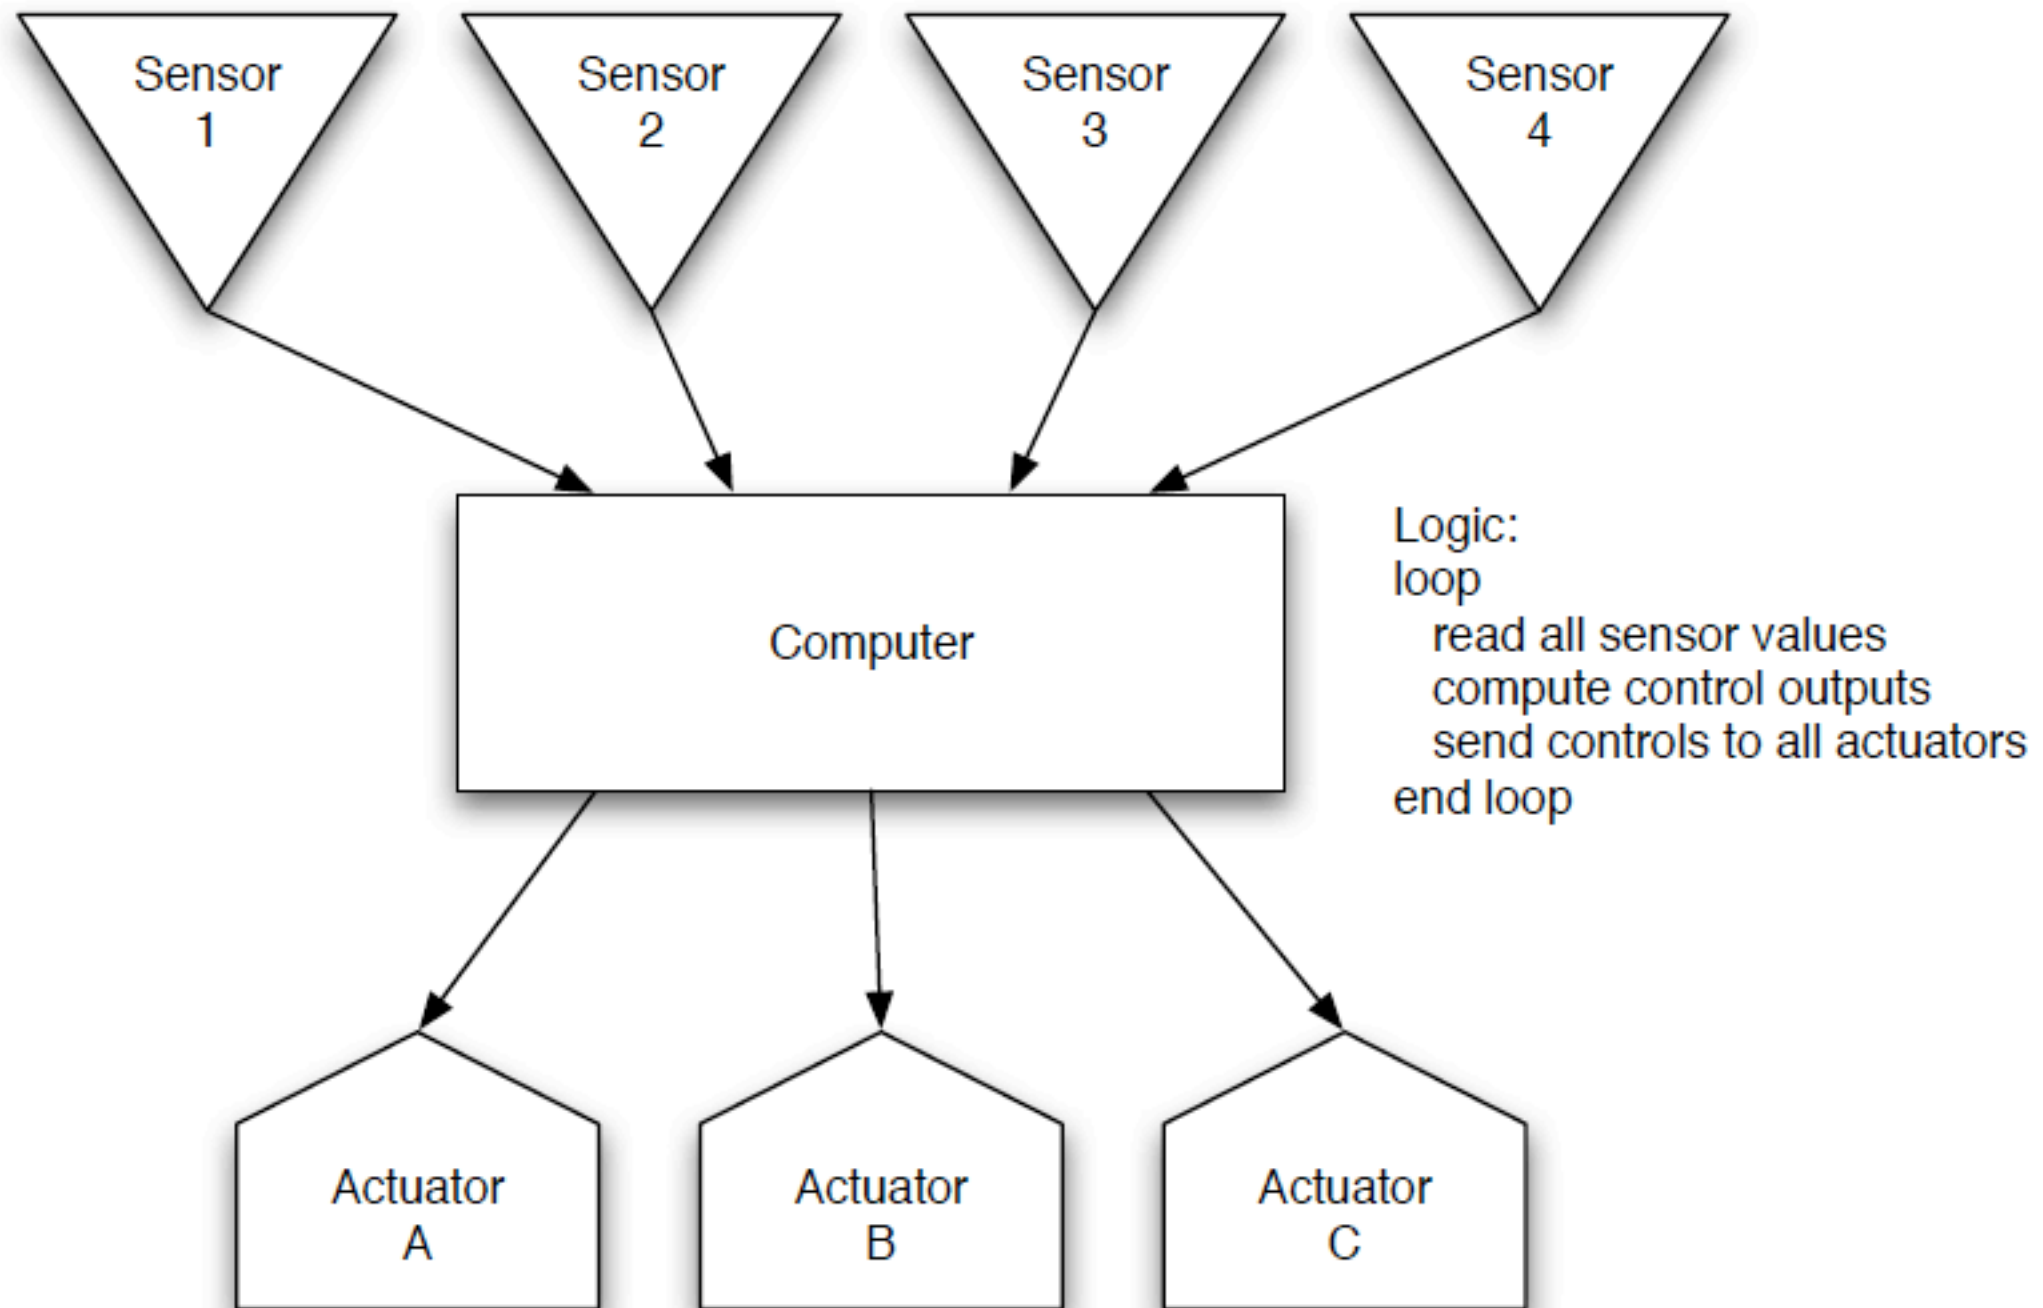 Sensor
1
Sensor
2
Sensor
3
Sensor
4
Logic:
loop
read all sensor values
compute control outputs
send controls to all actuators
end loop
Computer
Actuator
A
Actuator
B
Actuator
C